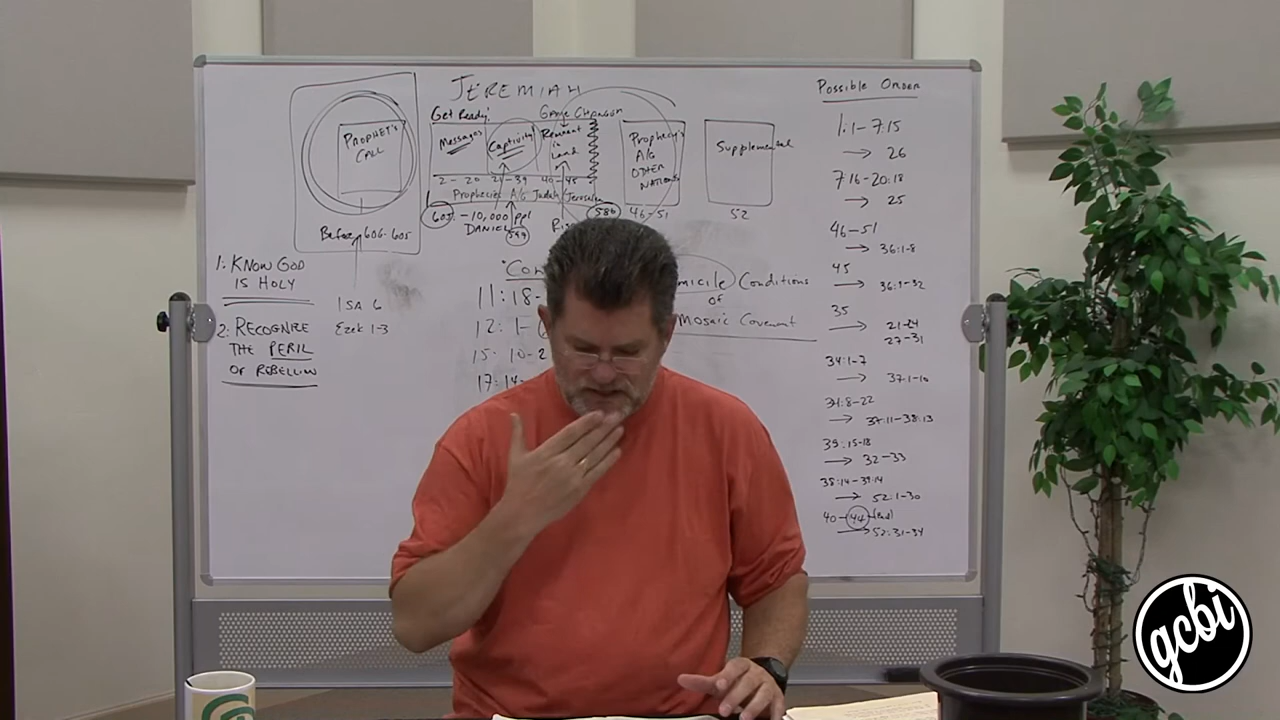 JEREMIAH
PROPHET'S
CALL
Before 606-605
ISA 6
Ezek 1-3
1. KNOW GOD
IS HOLY
2. RECOGNIZE
THE PERIL
OF REBELLION
Get Ready!
GAME CHANGER
Messages
Captivity
Remnant
in
Land
2-20
21-39
40-45
Prophecies A/G Judah/Jerusalem
605
-10,000 ppl
DANIEL
586
Prophecy's
A/G
OTHER
NATIONS
46-51
Supplemental
52
11:18-
12:1-
15:10-2
17:14-
Conditions
of
Mosaic Covenant
Possible Order
1:1-7:15
→ 26
7:16-20:18
→ 25
46-51
→ 36:1-8
45
→ 36:1-32
35
→ 21-24
27-31
34:1-7
→ 37:1-10
34:8-22
→ 37:11-38:13
39:15-18
→ 32-33
38:14-39:14
→ 52:1-30
40-44
→ 52:31-34
gcbi